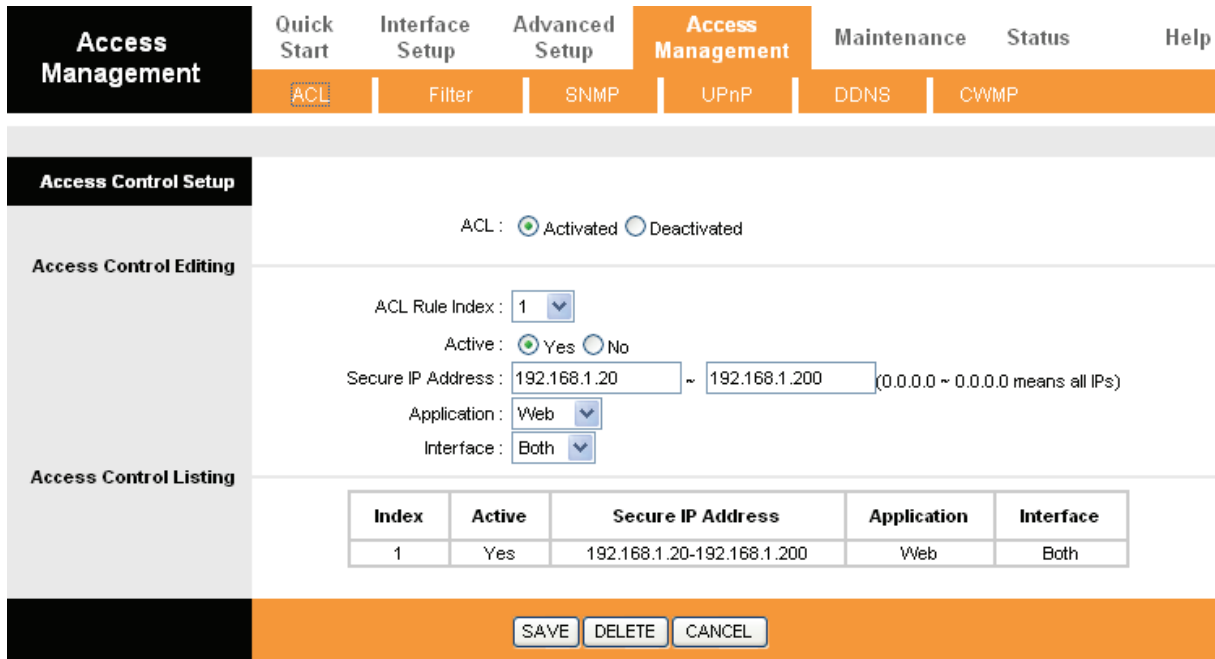 Access Management
Quick Start
Interface Setup
Advanced Setup
Access Management
Maintenance
Status
Help
ACL
Filter
SNMP
UPnP
DDNS
CWMP
Access Control Setup
ACL : Activated Deactivated
Access Control Editing
ACL Rule Index : 1
Active : Yes No
Secure IP Address : 192.168.1.20 ~ 192.168.1.200 (0.0.0.0 ~ 0.0.0.0 means all IPs)
Application : Web
Interface : Both
Access Control Listing
Index Active Secure IP Address Application Interface
1 Yes 192.168.1.20-192.168.1.200 Web Both
SAVE DELETE CANCEL